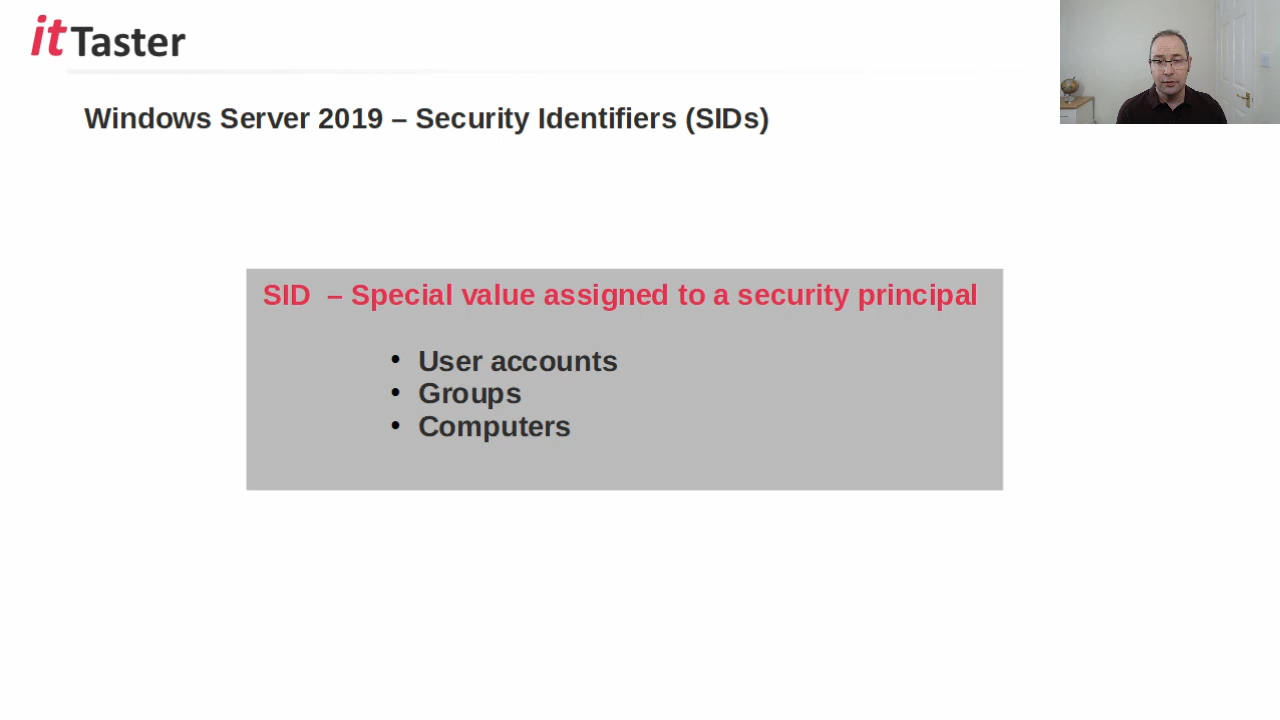 itTaster
Windows Server 2019 – Security Identifiers (SIDs)
SID – Special value assigned to a security principal
• User accounts
• Groups
• Computers